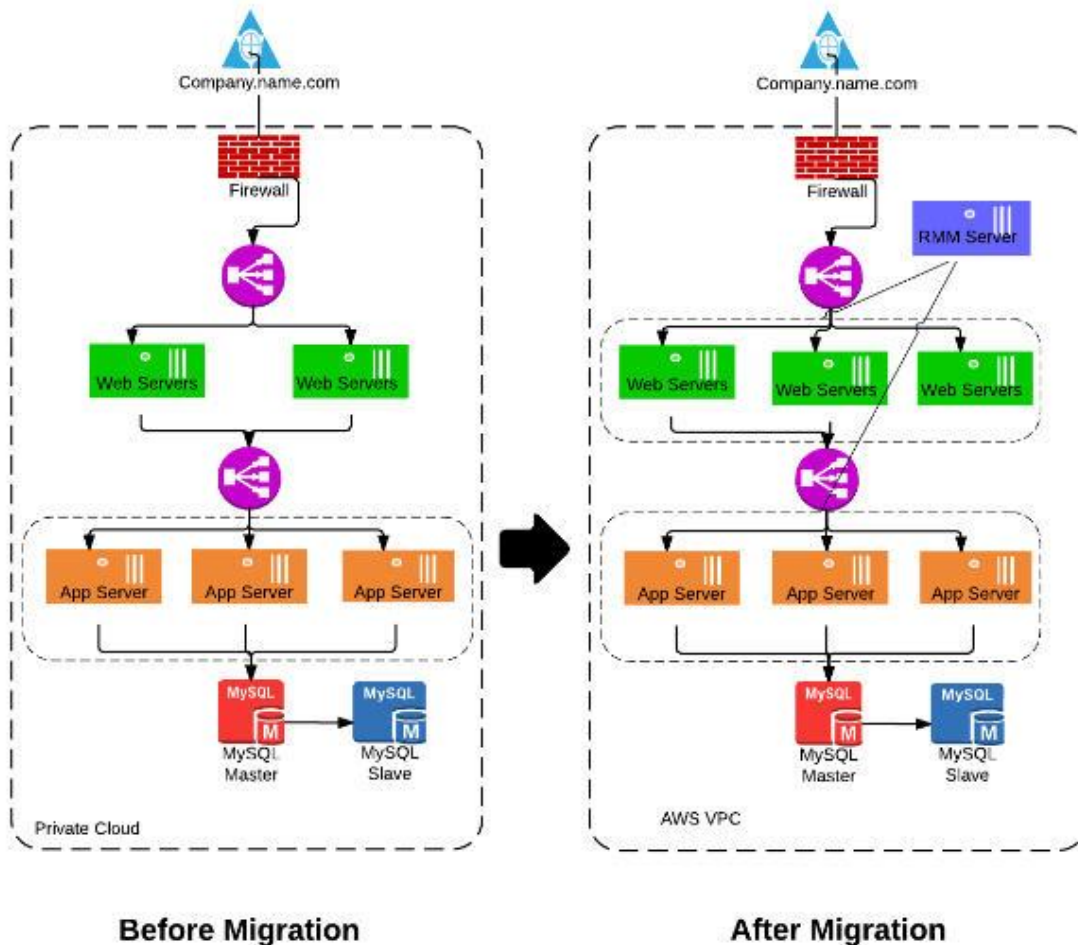 Company.name.com
Firewall
Web Servers
Web Servers
App Server
App Server
App Server
MySQL
M
MySQL
Master
MySQL
M
MySQL
Slave
Private Cloud
Before Migration
Company.name.com
Firewall
RMM Server
Web Servers
Web Servers
Web Servers
App Server
App Server
App Server
MySQL
M
MySQL
Master
MySQL
M
MySQL
Slave
AWS VPC
After Migration